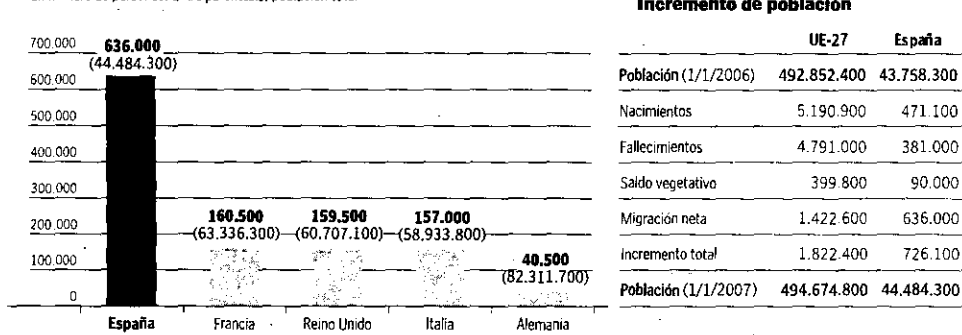 700.000
636.000
(44.484.300)
600.000
500.000
400.000
300.000
200.000
100.000
0
160.500
(63.336.300)
159.500
(60.707.100)
157.000
(58.933.800)
40.500
(82.311.700)
España
Francia
Reino Unido
Italia
Alemania
Incremento de población
UE-27 España
Población (1/1/2006) 492.852.400 43.758.300
Nacimientos 5.190.900 471.100
Fallecimientos 4.791.000 381.000
Saldo vegetativo 399.800 90.000
Migración neta 1.422.600 636.000
Incremento total 1.822.400 726.100
Población (1/1/2007) 494.674.800 44.484.300